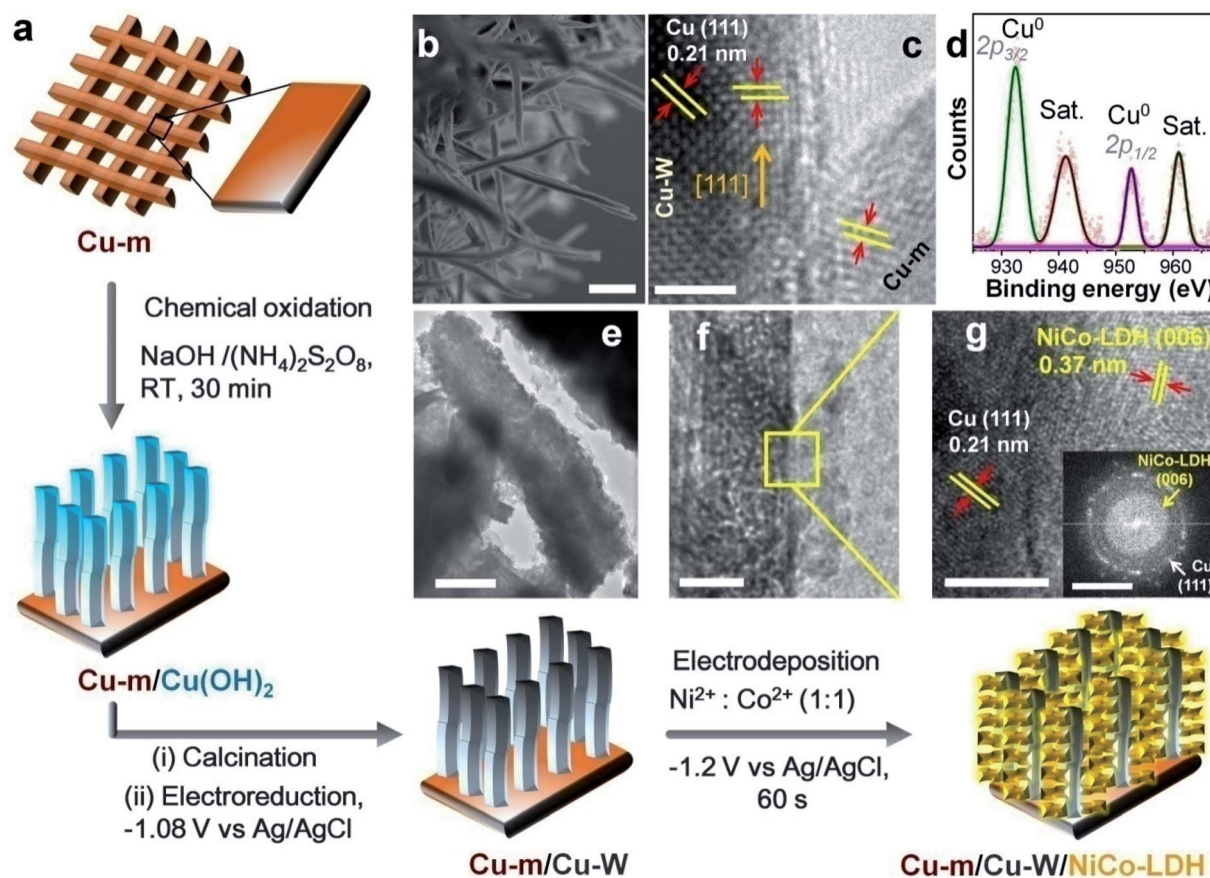 a
Cu-m
Chemical oxidation
NaOH /(NH₄)₂S₂O₈,
RT, 30 min
Cu-m/Cu(OH)₂
(i) Calcination
(ii) Electroreduction,
-1.08 V vs Ag/AgCl
b
Cu (111)
0.21 nm
c
Cu-W
[111]
Cu-m
d
Cu⁰
2p₃/₂
Sat.
Cu⁰
2p₁/₂
Sat.
Counts
930 940 950 960
Binding energy (eV)
e
f
g
NiCo-LDH (006)
0.37 nm
Cu (111)
0.21 nm
NiCo-LDH
(006)
Cu
(111)
Cu-m/Cu-W
Electrodeposition
Ni²⁺ : Co²⁺ (1:1)
-1.2 V vs Ag/AgCl,
60 s
Cu-m/Cu-W/NiCo-LDH